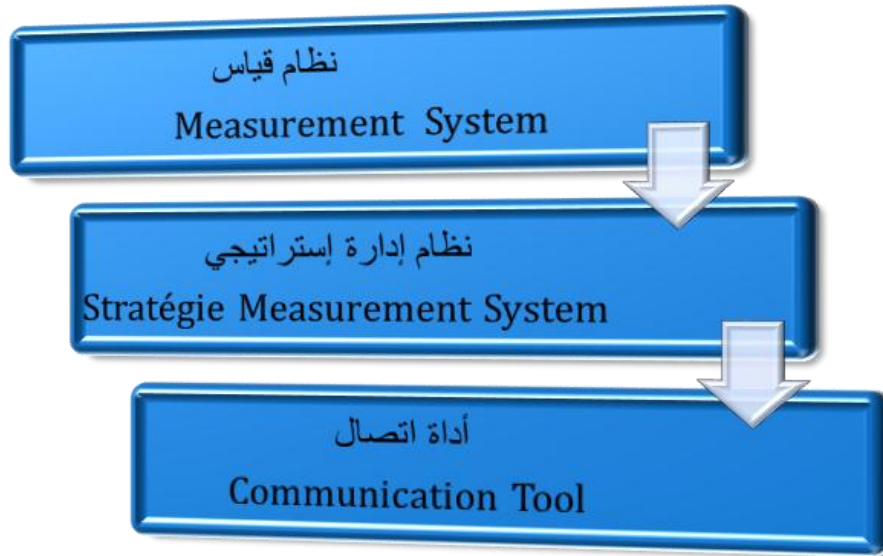 نظام قياس
Measurement System
نظام إدارة إستراتيجي
Stratégie Measurement System
أداة اتصال
Communication Tool